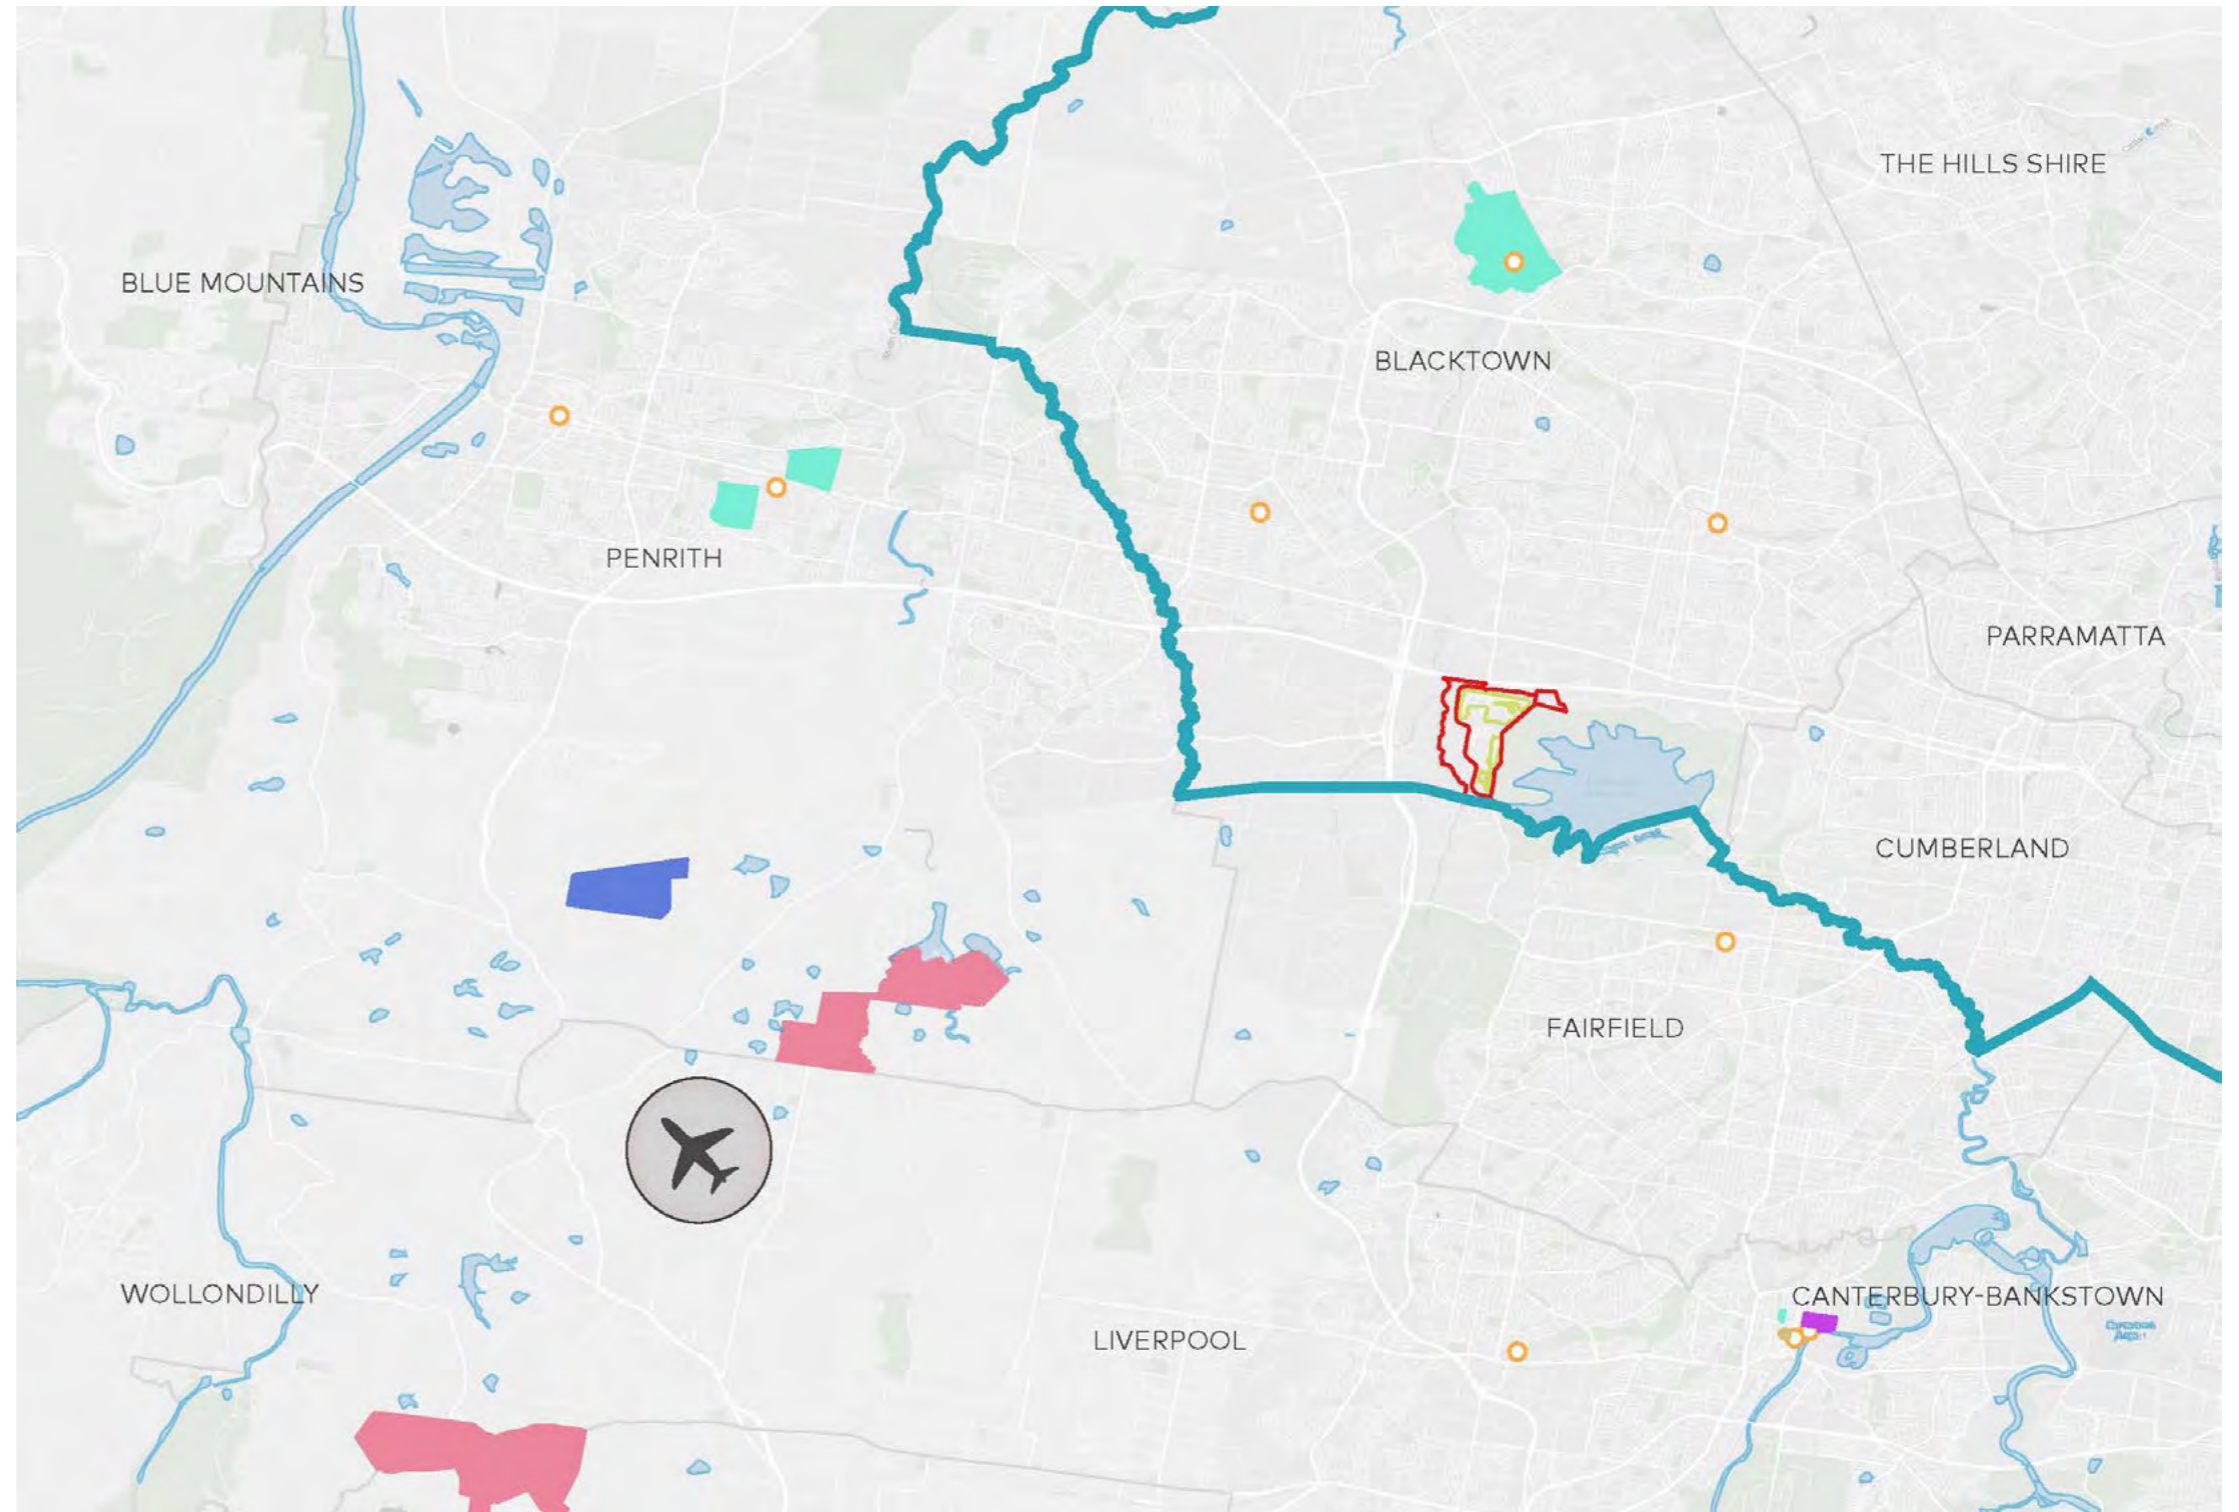 THE HILLS SHIRE
BLUE MOUNTAINS
BLACKTOWN
PENRITH
PARRAMATTA
CUMBERLAND
FAIRFIELD
WOLLONDILLY
CANTERBURY-BANKSTOWN
LIVERPOOL